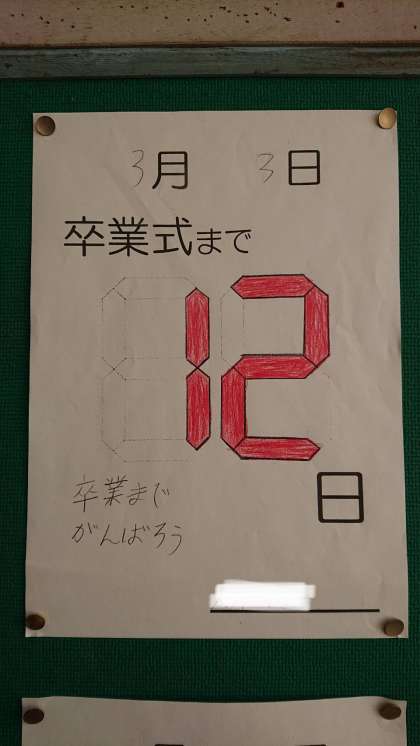 3月 3日
卒業式まで
12
日
卒業まで
がんばろう